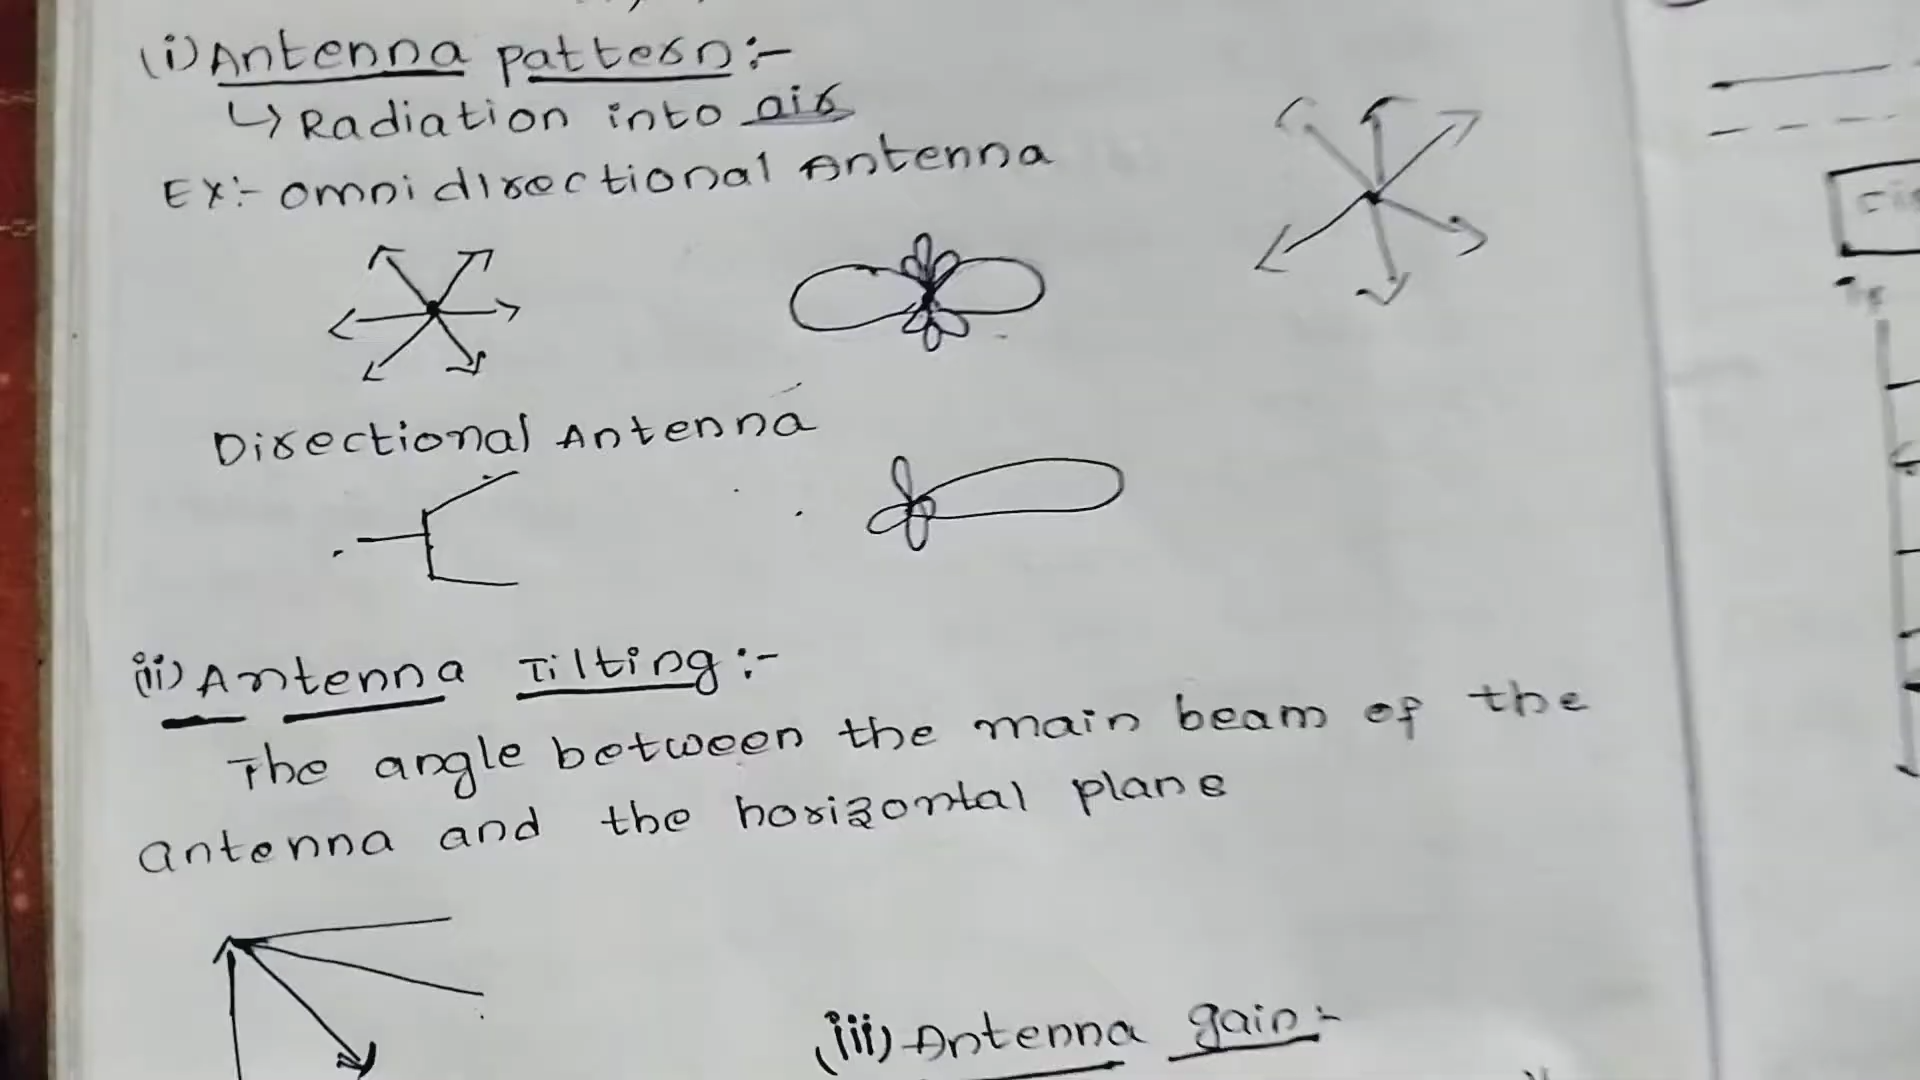 (i) Antenna pattern:-
↳ Radiation into air
EX:- omnidirectional Antenna
Directional Antenna
(ii) Antenna Tilting:-
The angle between the main beam of the
antenna and the horizontal plane
(iii) Antenna gain:-